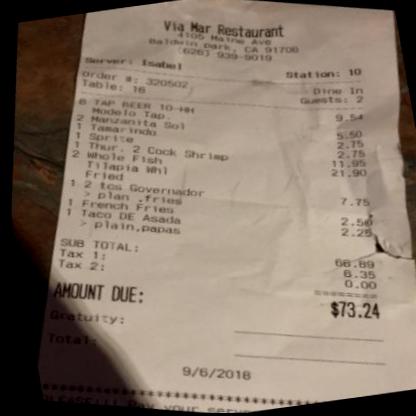 Via Mar Restaurant
4105 Maine Ave
Baldwin park, CA 91706
(626) 939-9019
Server: Isabel
Station: 10
Order #: 320502
Dine In
Table: 16
Guests: 2
6 TAP BEER 10-HH 9.54
Modelo Tap.
2 Manzanita Sol 5.50
1 Tamarindo 2.75
1 Sprite 2.75
1 Thur. 2 Cock Shrimp 11.95
2 Whole Fish 21.90
Tilapia Whl
Fried
1 2 tcs Governador 7.75
> plan .fries
1 French Fries 2.50
1 Taco DE Asada 2.25
> plain,papas
SUB TOTAL: 66.89
Tax 1: 6.35
Tax 2: 0.00
=======
AMOUNT DUE: $73.24
Gratuity:
Total:
9/6/2018
PLEASE!!! Pay your